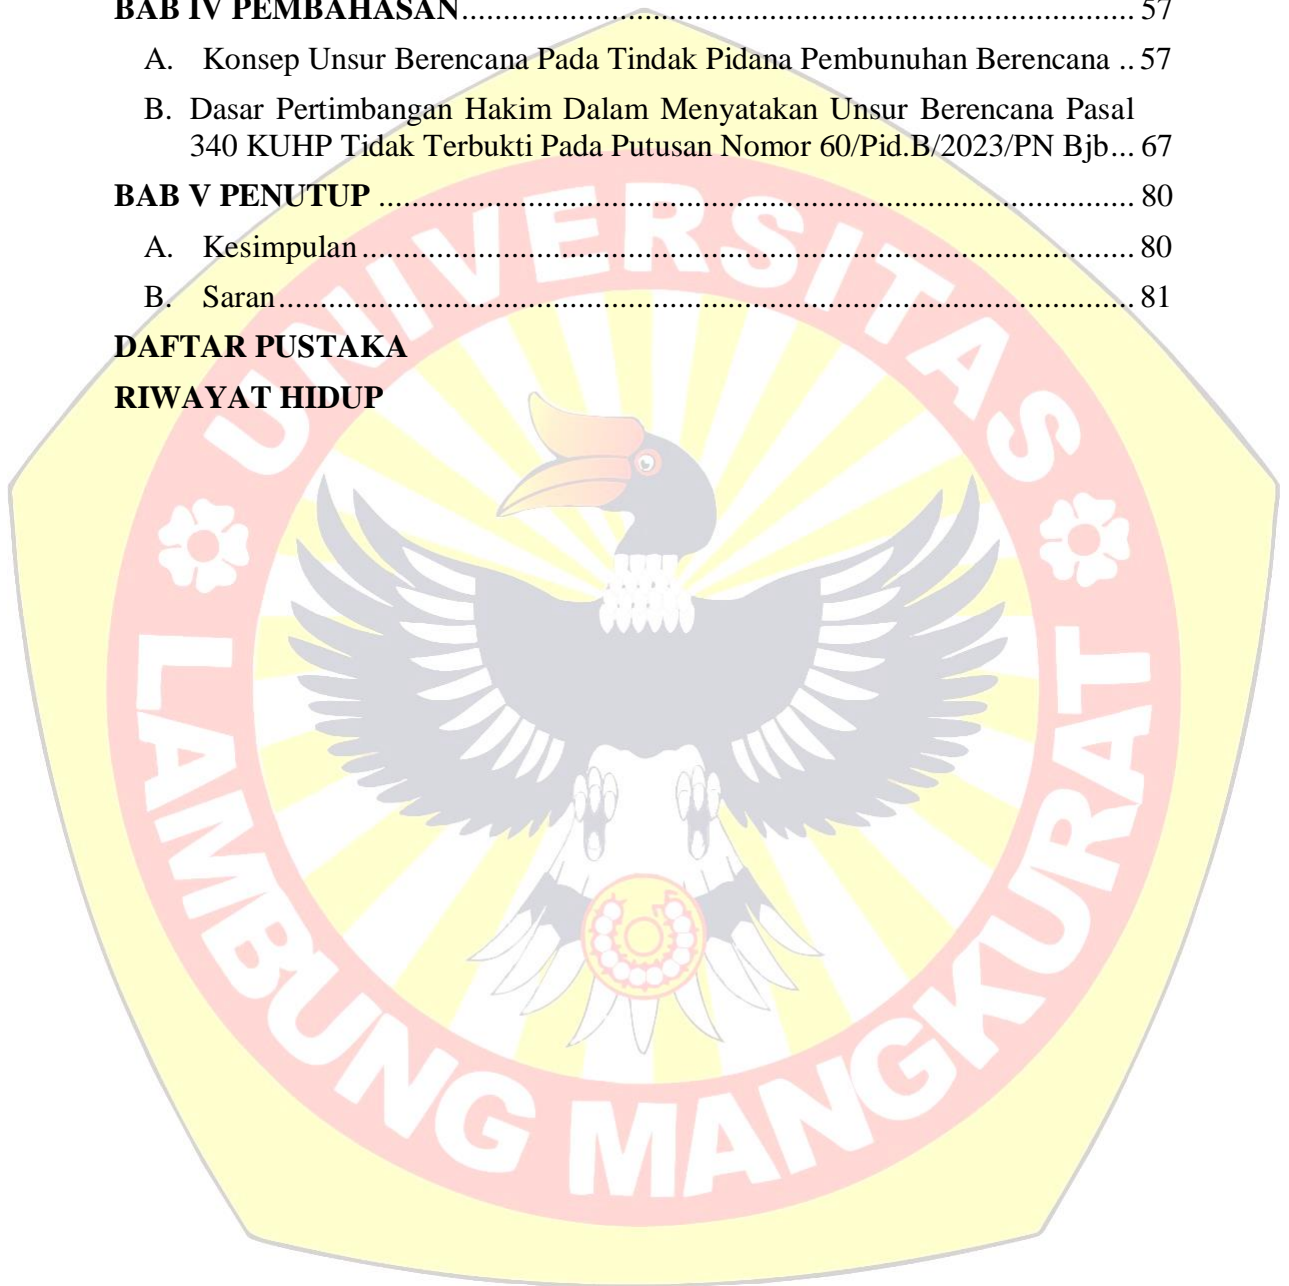 BAB IV PEMBAHASAN................................................................................ 57
A. Konsep Unsur Berencana Pada Tindak Pidana Pembunuhan Berencana .. 57
B. Dasar Pertimbangan Hakim Dalam Menyatakan Unsur Berencana Pasal
340 KUHP Tidak Terbukti Pada Putusan Nomor 60/Pid.B/2023/PN Bjb... 67
BAB V PENUTUP .......................................................................................... 80
A. Kesimpulan ............................................................................................ 80
B. Saran...................................................................................................... 81
DAFTAR PUSTAKA
RIWAYAT HIDUP
UNIVERSITAS
LAMBUNG MANGKURAT